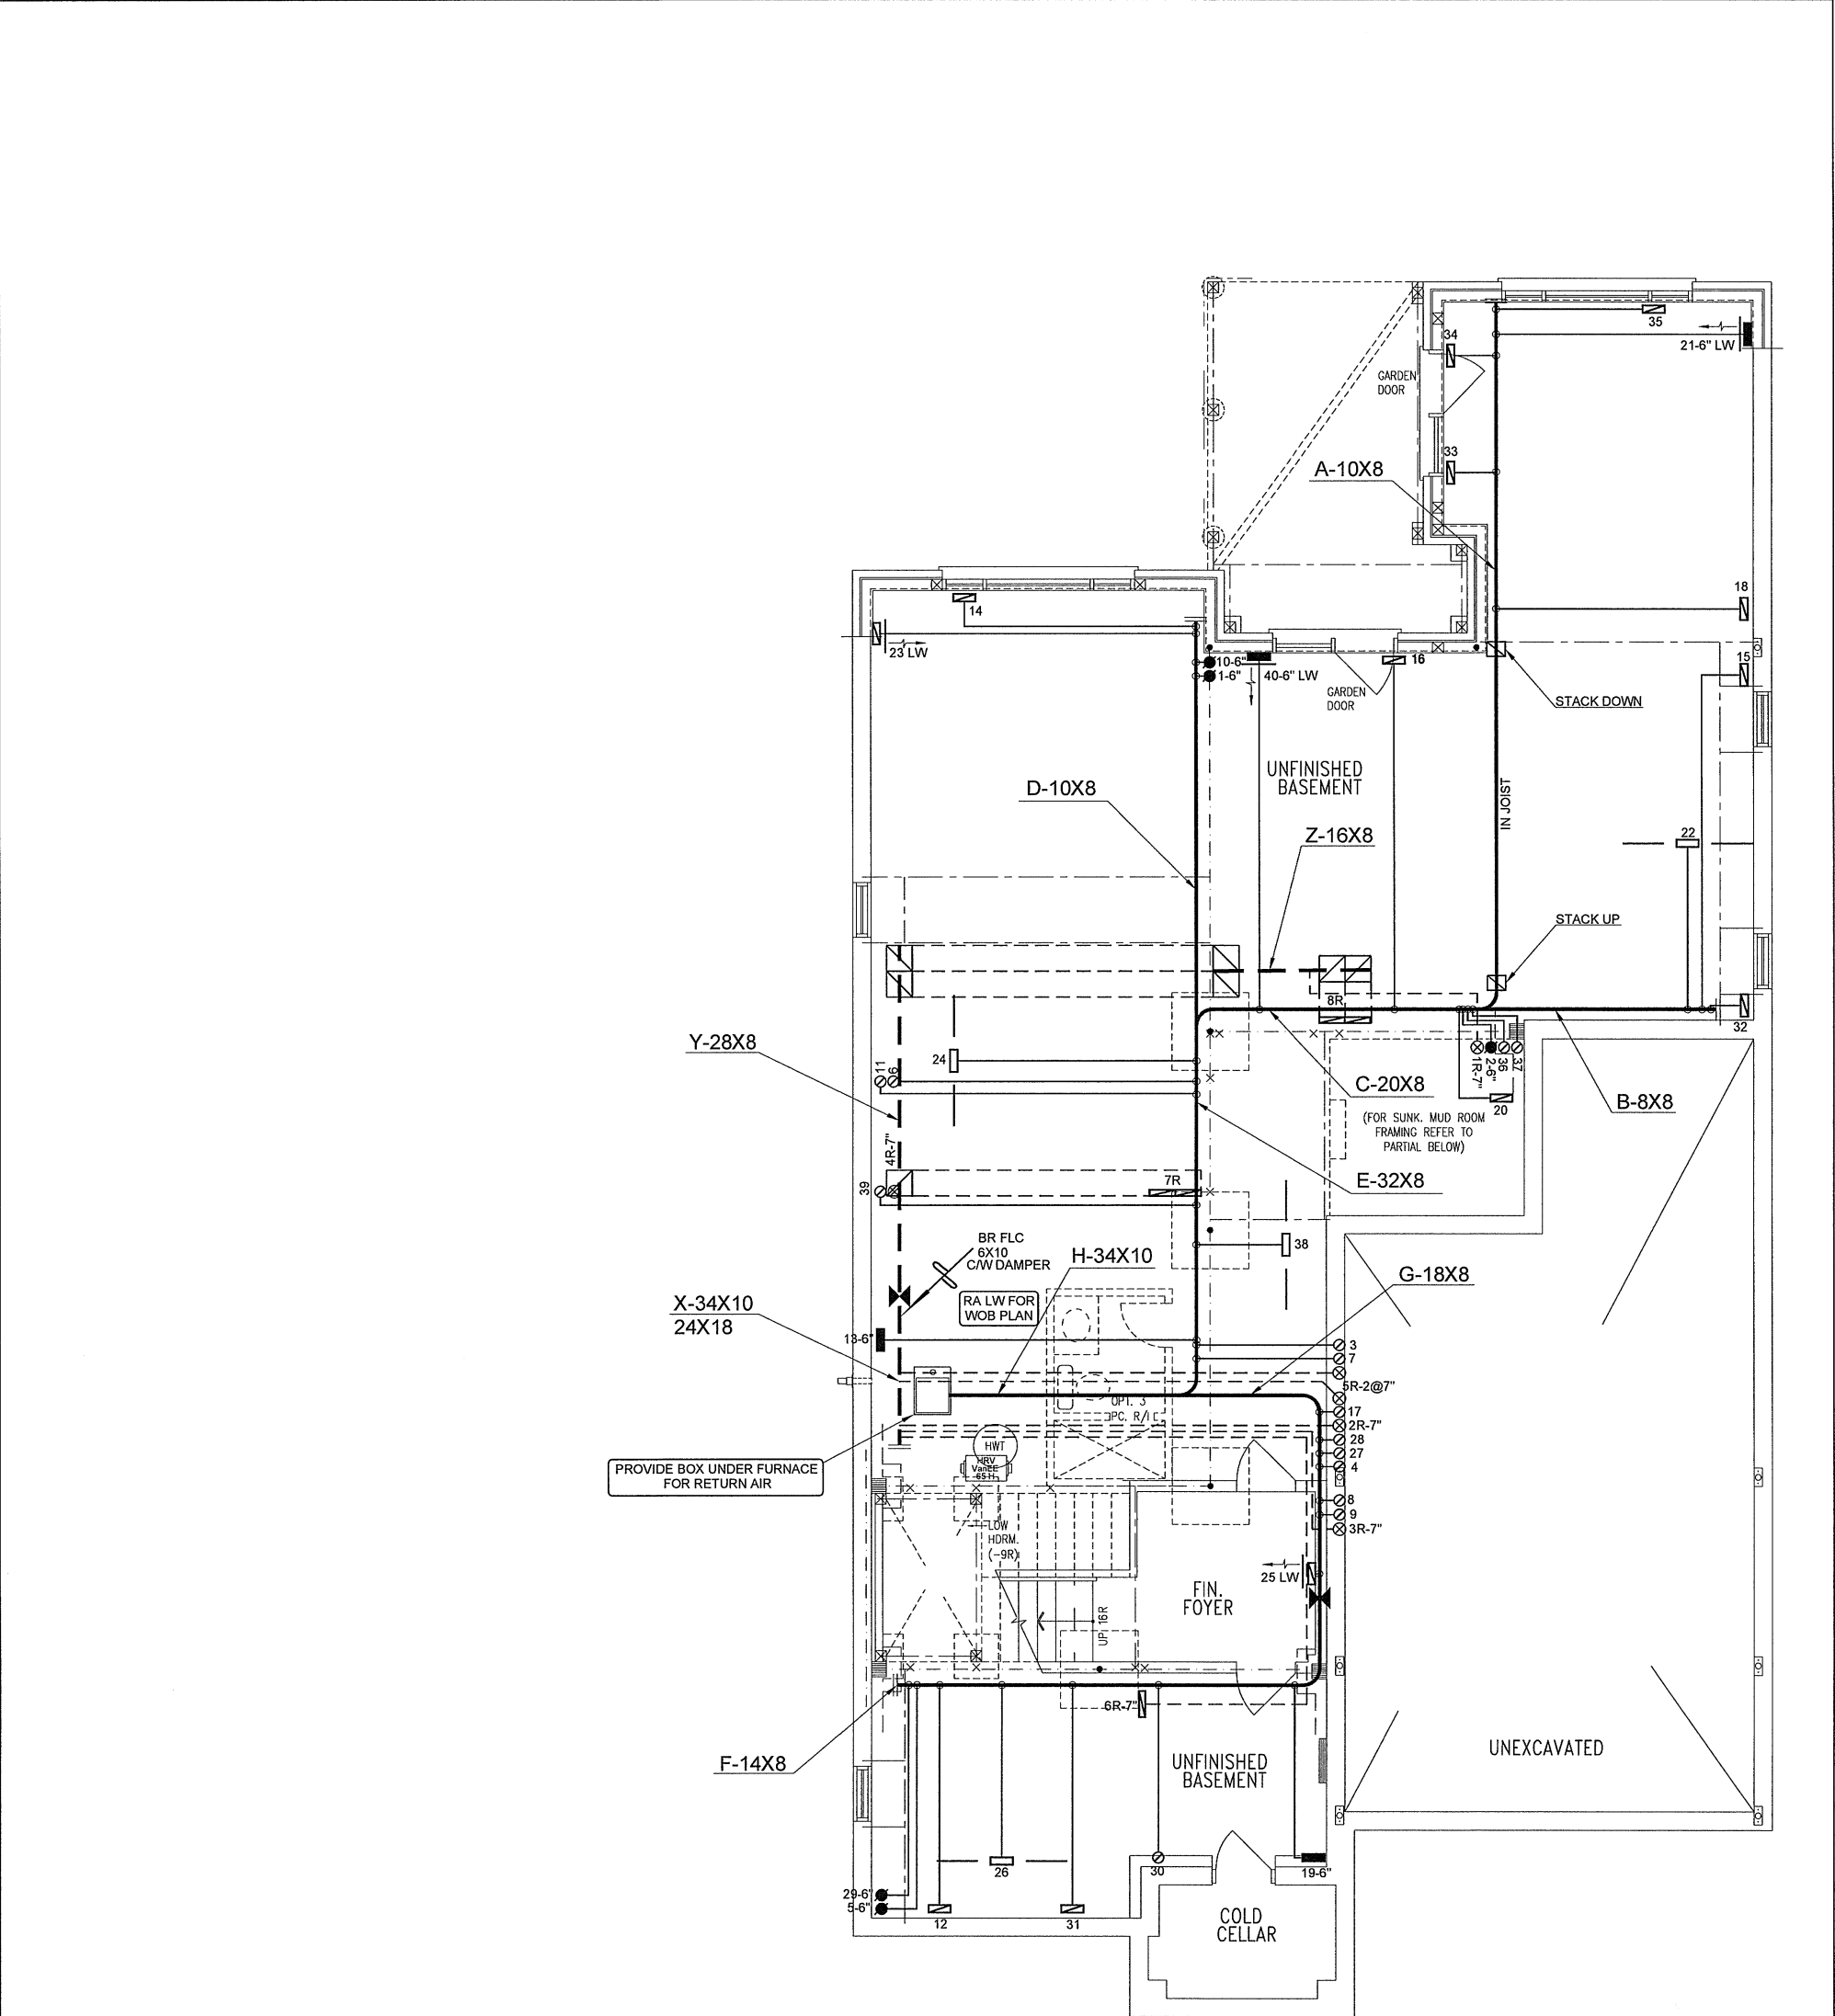 35
21-6" LW
34
GARDEN
DOOR
33
A-10X8
18
14
23 LW
10-6"
1-6"
40-6" LW
16
15
GARDEN
DOOR
STACK DOWN
UNFINISHED
BASEMENT
D-10X8
IN JOIST
Z-16X8
22
STACK UP
8R
32
Y-28X8
24
11
6
1R-7"
2-6"
36
37
C-20X8
20
B-8X8
(FOR SUNK. MUD ROOM
FRAMING REFER TO
PARTIAL BELOW)
4R-7"
39
7R
E-32X8
BR FLC
6X10
C/W DAMPER
H-34X10
38
G-18X8
RA LW FOR
WOB PLAN
X-34X10
24X18
13-6"
3
7
5R-2@7"
OPT. 3
PC. R/I
17
2R-7"
28
27
4
HWT
HRV
VanEE
65 H
PROVIDE BOX UNDER FURNACE
FOR RETURN AIR
8
9
3R-7"
LOW
HDRM.
(-9R)
25 LW
FIN.
FOYER
UP 16R
6R-7"
F-14X8
UNFINISHED
BASEMENT
UNEXCAVATED
26
30
19-6"
29-6"
5-6"
12
31
COLD
CELLAR